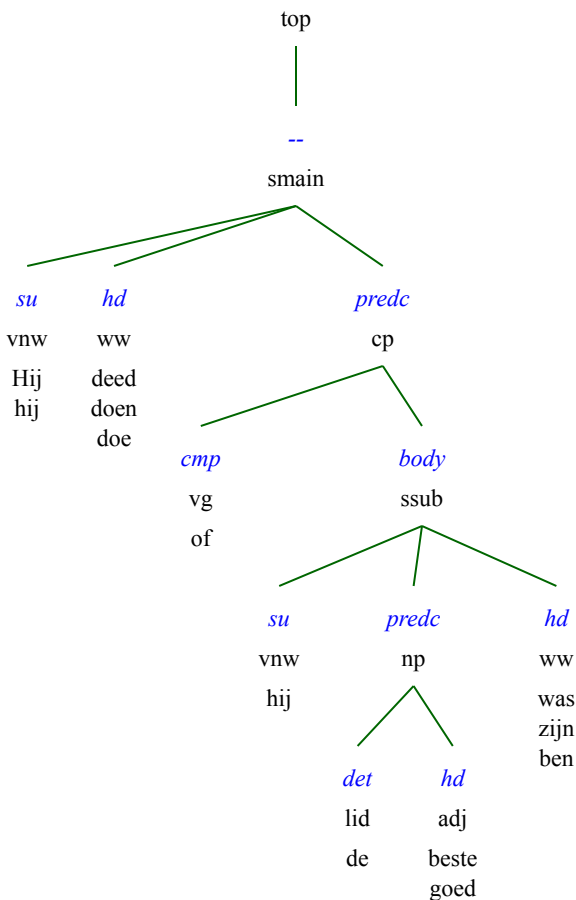 top
--
smain
su hd predc
vnw ww cp
Hij deed
hij doen
doe
cmp body
vg ssub
of
su predc hd
vnw np ww
hij was
zijn
ben
det hd
lid adj
de beste
goed